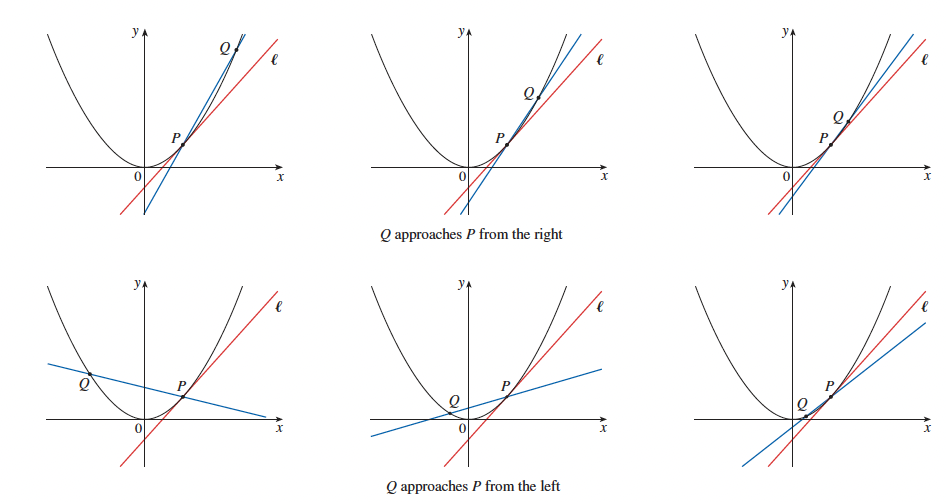 y
Q
ℓ
P
0
x
y
Q
ℓ
P
0
x
y
Q
ℓ
P
0
x
Q approaches P from the right
y
ℓ
Q
P
0
x
y
ℓ
Q
P
0
x
y
ℓ
Q
P
0
x
Q approaches P from the left